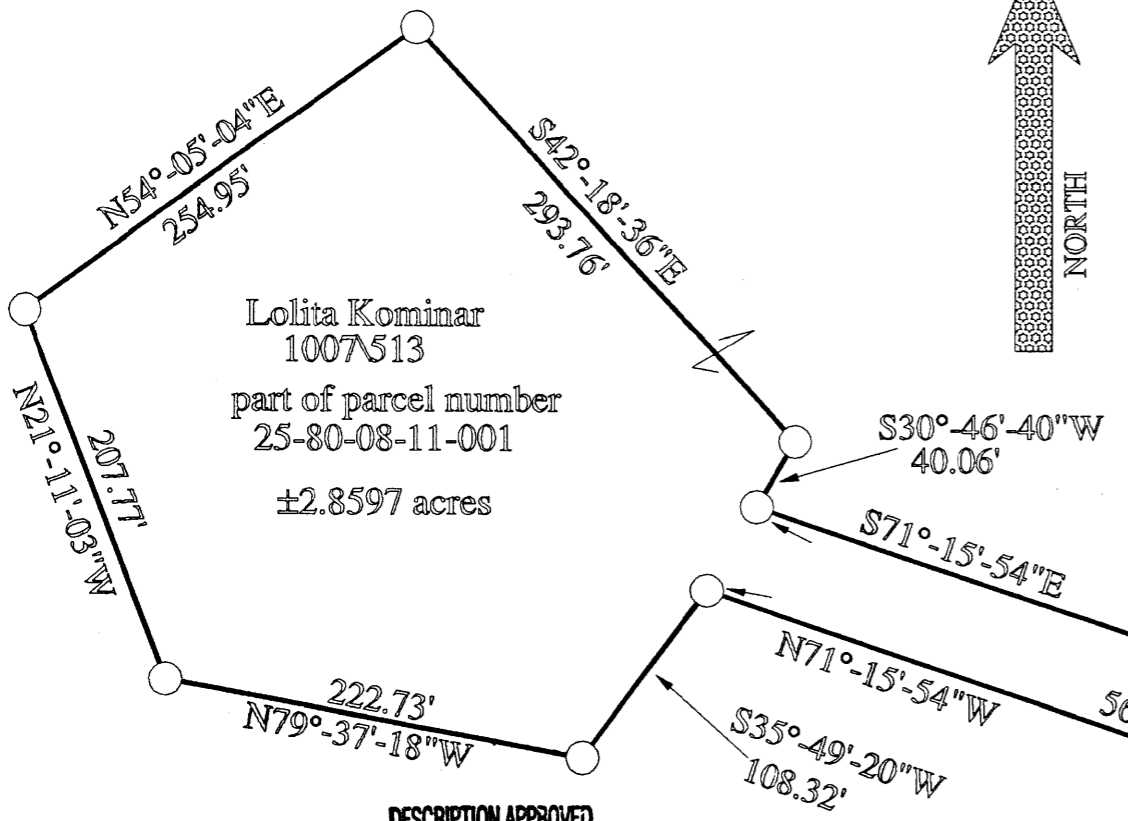 N54°-05'-04"E
254.95'
S42°-18'-36"E
293.76'
NORTH
Lolita Kominar
1007\513
part of parcel number
25-80-08-11-001
±2.8597 acres
N21°-11'-03"W
207.77'
S30°-46'-40"W
40.06'
S71°-15'-54"E
N71°-15'-54"W
56
222.73'
N79°-37'-18"W
S35°-49'-20"W
108.32'
DESCRIPTION APPROVED